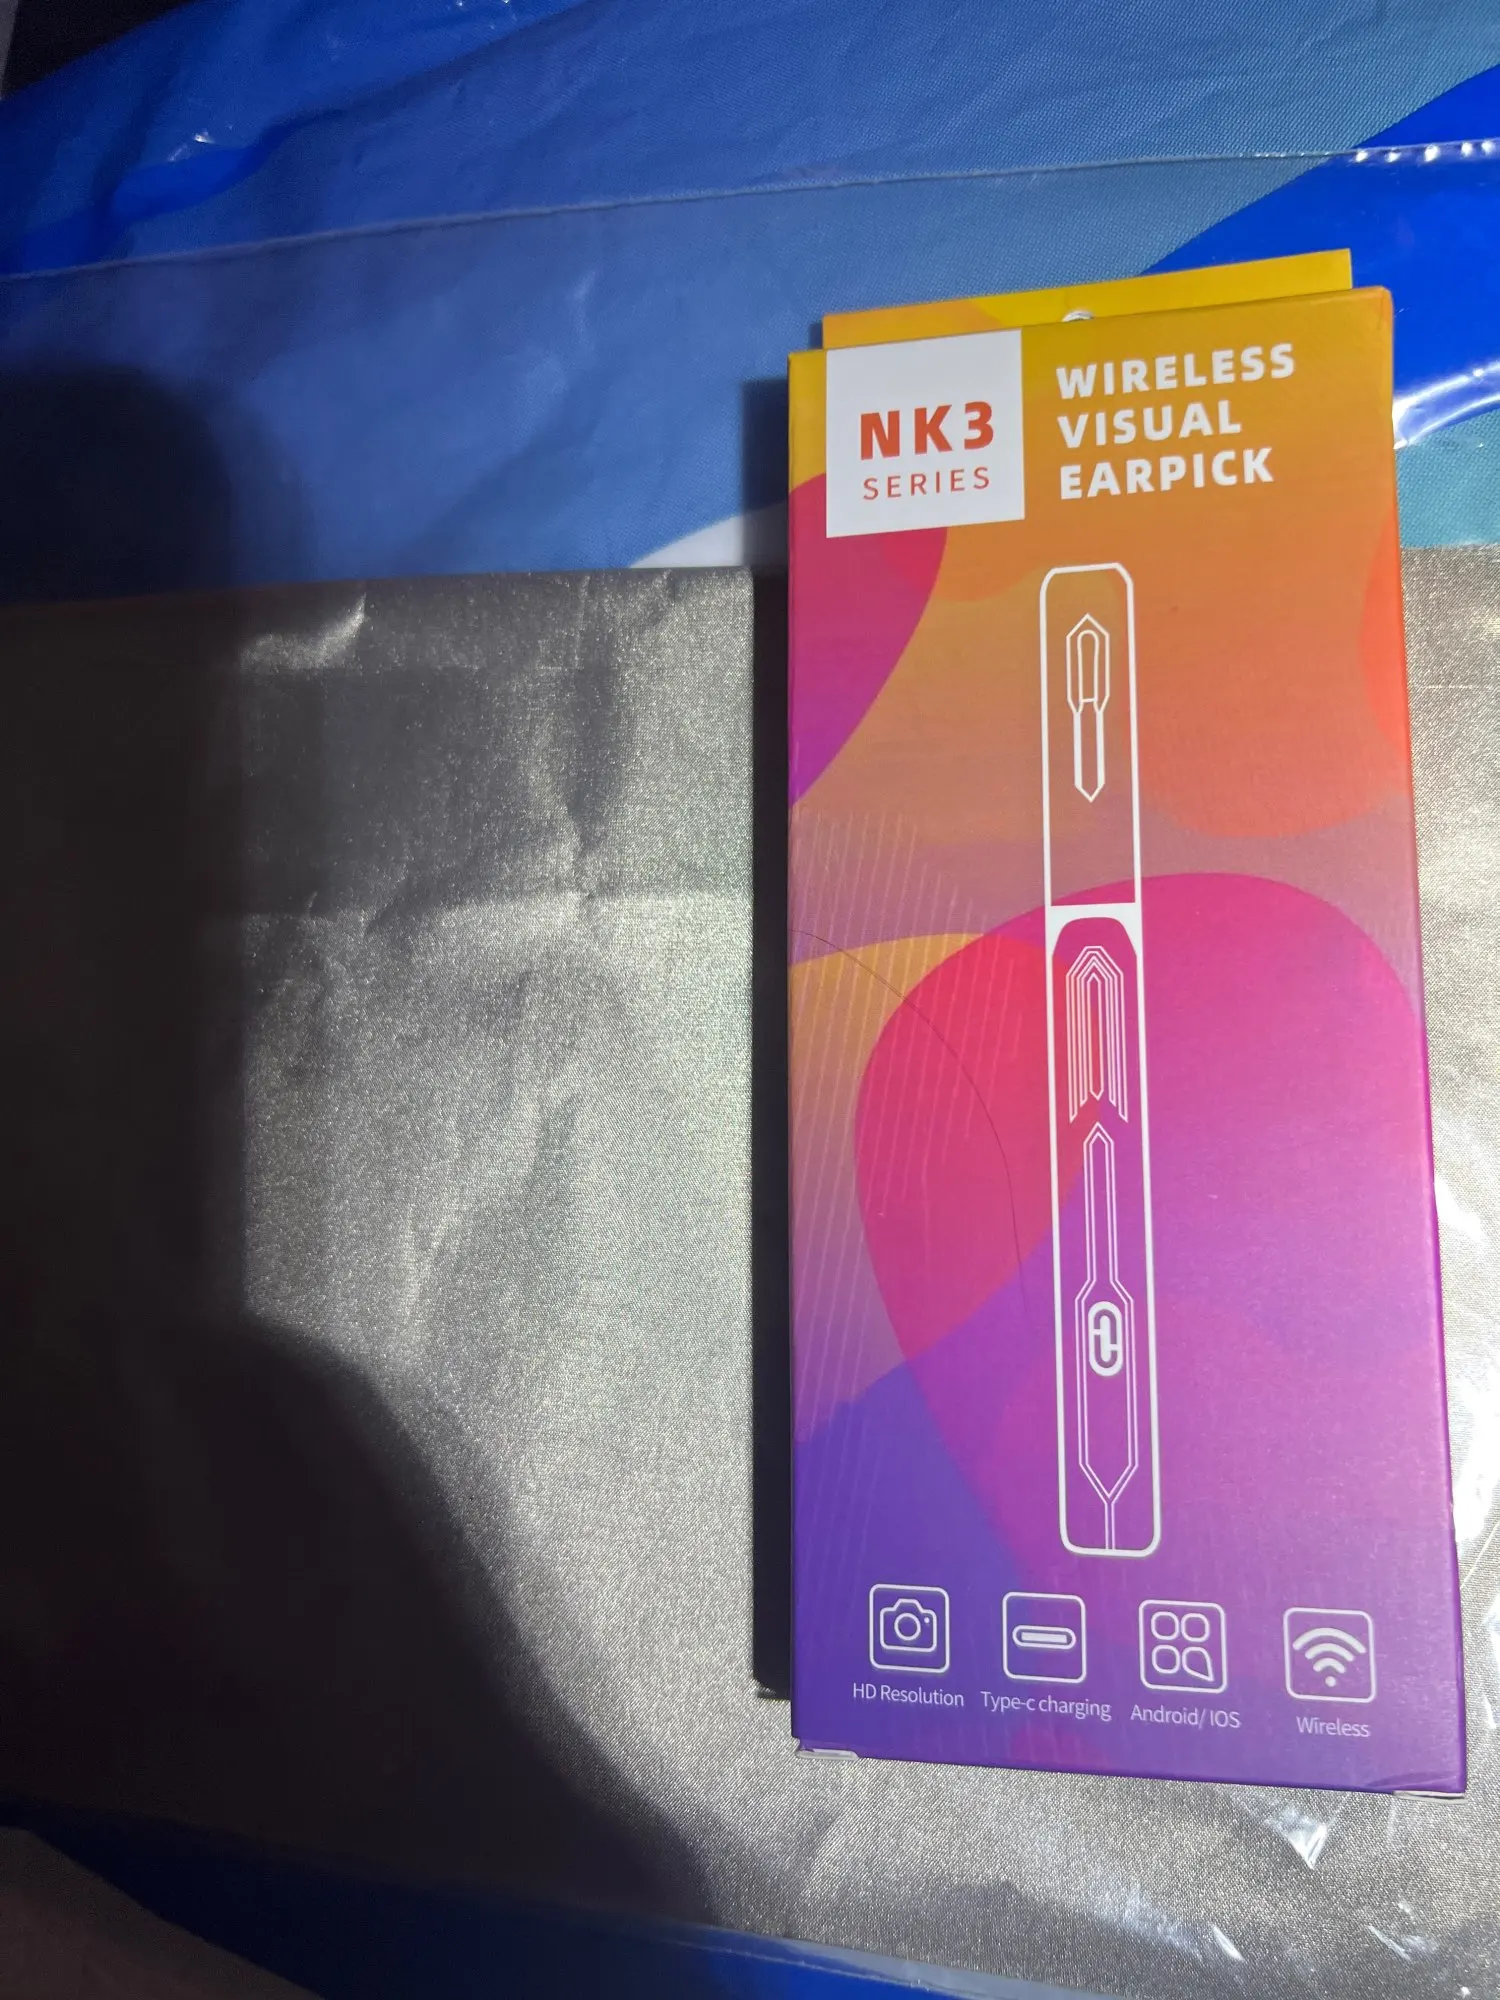 NK3
SERIES
WIRELESS
VISUAL
EARPICK
HD Resolution
Type-c charging
Android/ IOS
Wireless